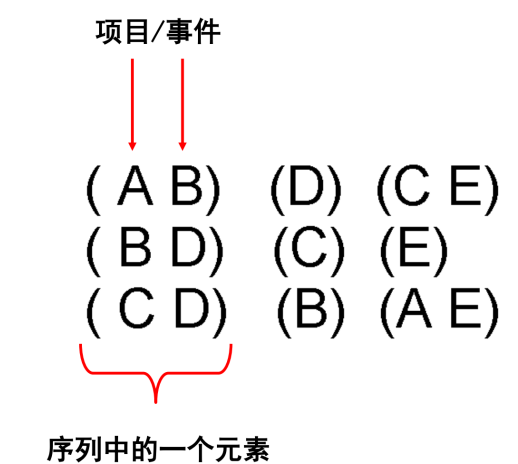 项目/事件
( A B) (D) (C E)
( B D) (C) (E)
( C D) (B) (A E)
序列中的一个元素